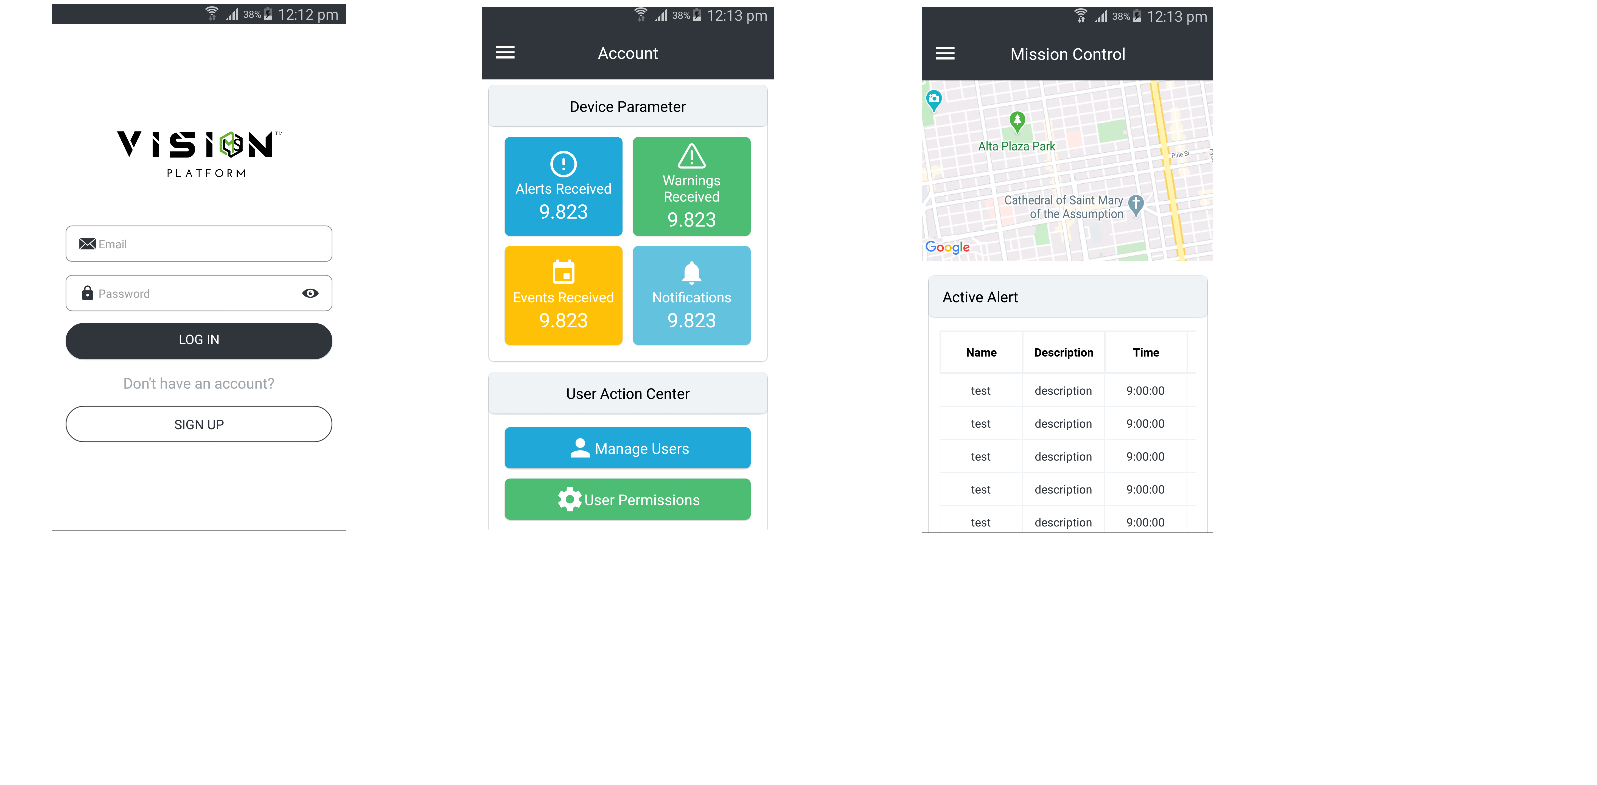 38% 12:12 pm
VISION™
PLATFORM
Email
Password
LOG IN
Don't have an account?
SIGN UP
38% 12:13 pm
Account
Device Parameter
Alerts Received
9.823
Warnings
Received
9.823
Events Received
9.823
Notifications
9.823
User Action Center
Manage Users
User Permissions
38% 12:13 pm
Mission Control
Alta Plaza Park
Pine St
Cathedral of Saint Mary
of the Assumption
Google
Active Alert
Name Description Time
test description 9:00:00
test description 9:00:00
test description 9:00:00
test description 9:00:00
test description 9:00:00